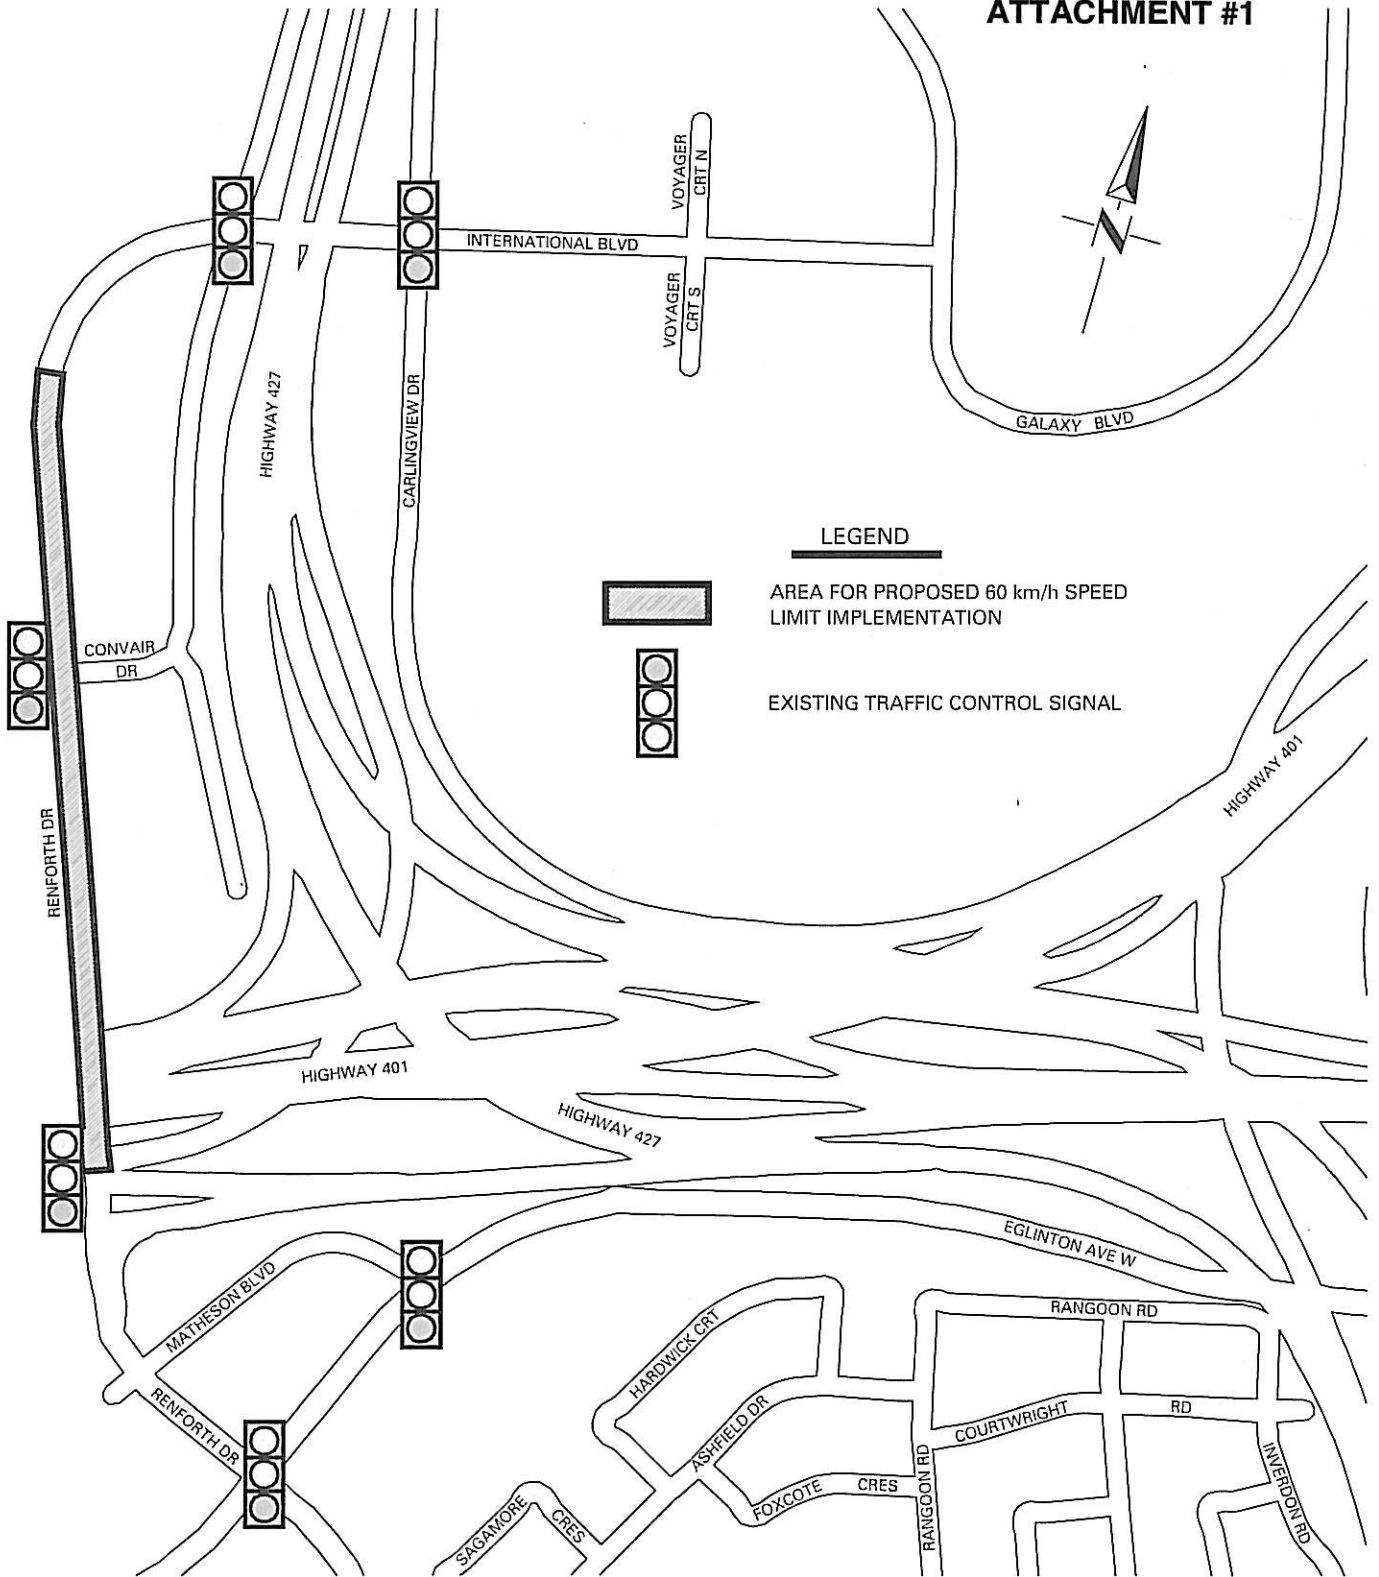 ATTACHMENT #1
VOYAGER
CRT N
N
INTERNATIONAL BLVD
VOYAGER
CRT S
HIGHWAY 427
CARLINGVIEW DR
GALAXY BLVD
LEGEND
AREA FOR PROPOSED 60 km/h SPEED
LIMIT IMPLEMENTATION
EXISTING TRAFFIC CONTROL SIGNAL
CONVAIR
DR
HIGHWAY 401
RENFORTH DR
HIGHWAY 401
HIGHWAY 427
EGLINTON AVE W
MATHESON BLVD
RANGOON RD
HARDWICK CRT
RENFORTH DR
ASHFIELD DR
COURTWRIGHT
RD
FOXCOTE
CRES
RANGOON RD
INVERDON RD
SAGAMORE
CRES